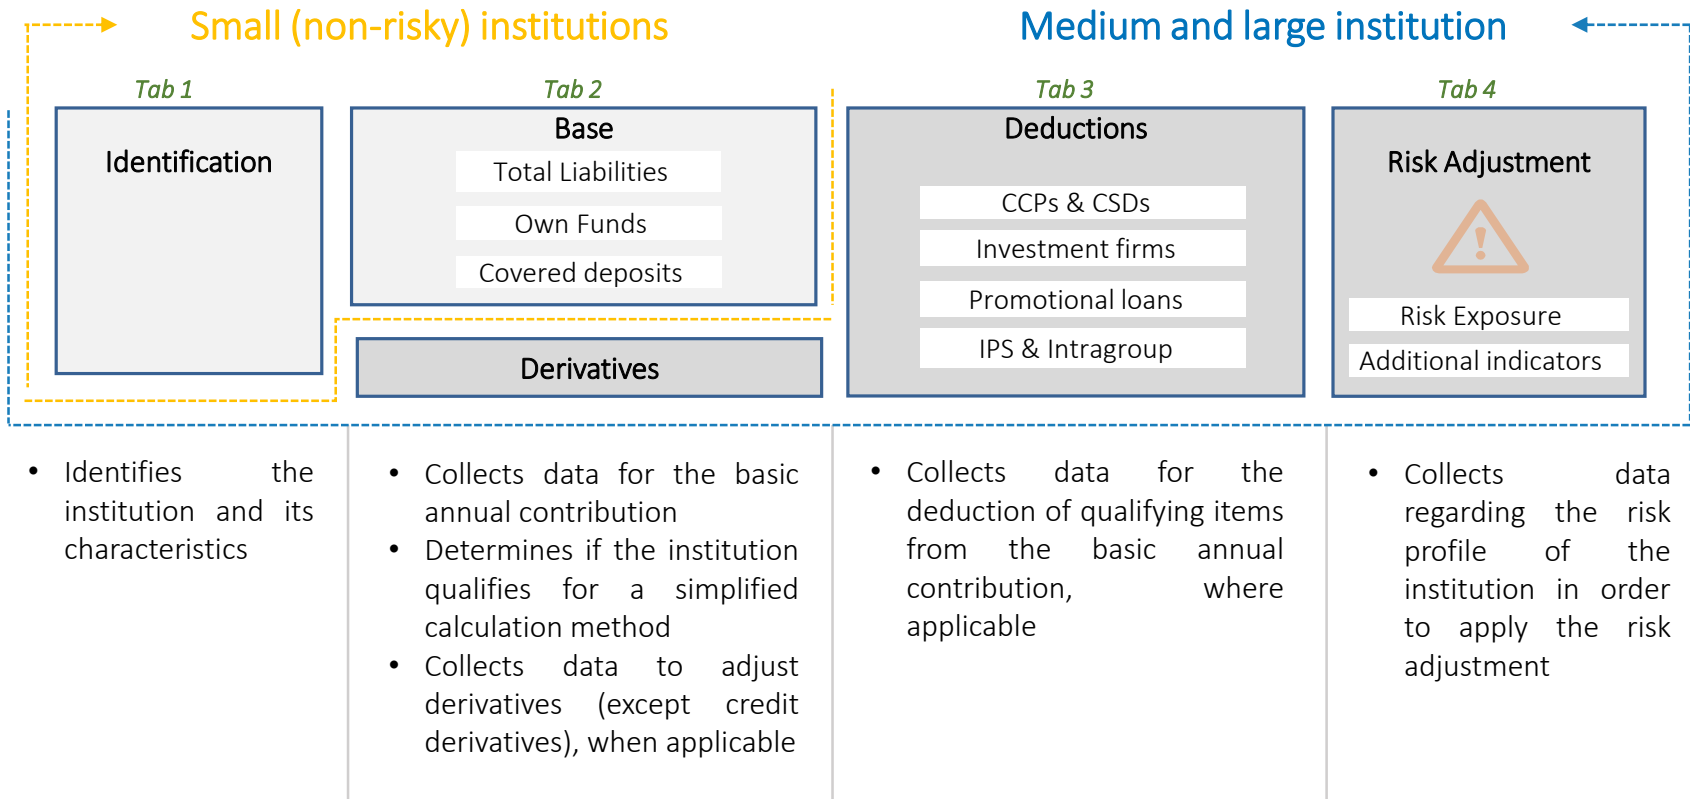 Small (non-risky) institutions
Medium and large institution
Tab 1
Tab 2
Tab 3
Tab 4
Identification
Base
Total Liabilities
Own Funds
Covered deposits
Derivatives
Deductions
CCPs & CSDs
Investment firms
Promotional loans
IPS & Intragroup
Risk Adjustment
Risk Exposure
Additional indicators
• Identifies the
institution and its
characteristics
• Collects data for the basic
annual contribution
• Determines if the institution
qualifies for a simplified
calculation method
• Collects data to adjust
derivatives (except credit
derivatives), when applicable
• Collects data for the
deduction of qualifying items
from the basic annual
contribution, where
applicable
• Collects data
regarding the risk
profile of the
institution in order
to apply the risk
adjustment